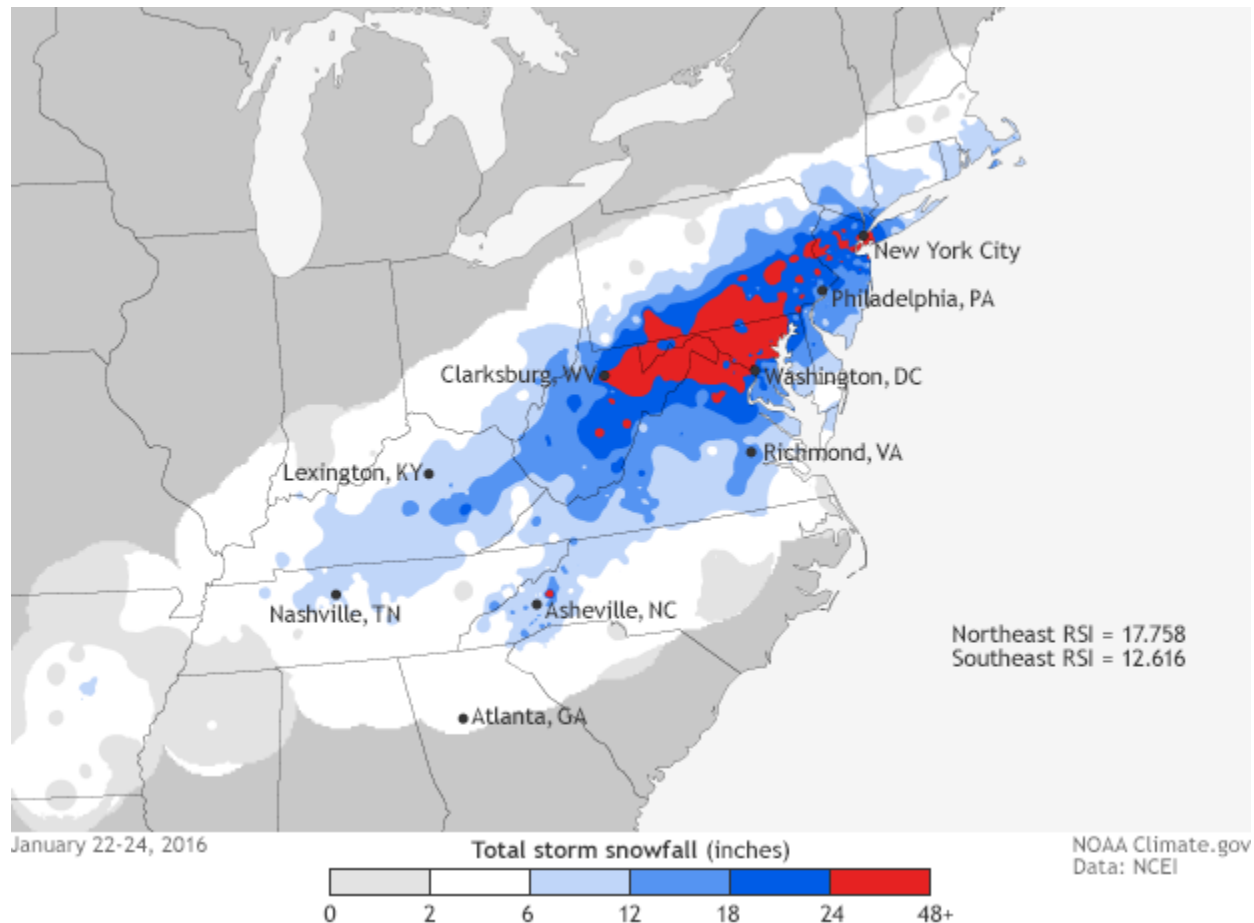 New York City
Philadelphia, PA
Clarksburg, WV
Washington, DC
Richmond, VA
Lexington, KY
Nashville, TN
Asheville, NC
Northeast RSI = 17.758
Southeast RSI = 12.616
Atlanta, GA
January 22-24, 2016
Total storm snowfall (inches)
NOAA Climate.gov
Data: NCEI
0 2 6 12 18 24 48+